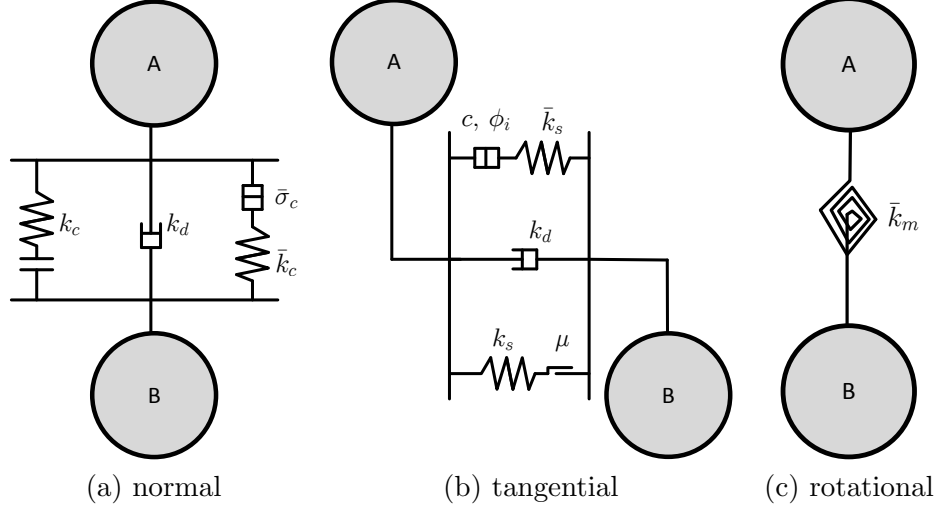 A
A
A
c, ϕ_i
k̄_s
k_c
k_d
σ̄_c
k̄_c
k_d
k̄_m
k_s
μ
B
B
B
(a) normal
(b) tangential
(c) rotational